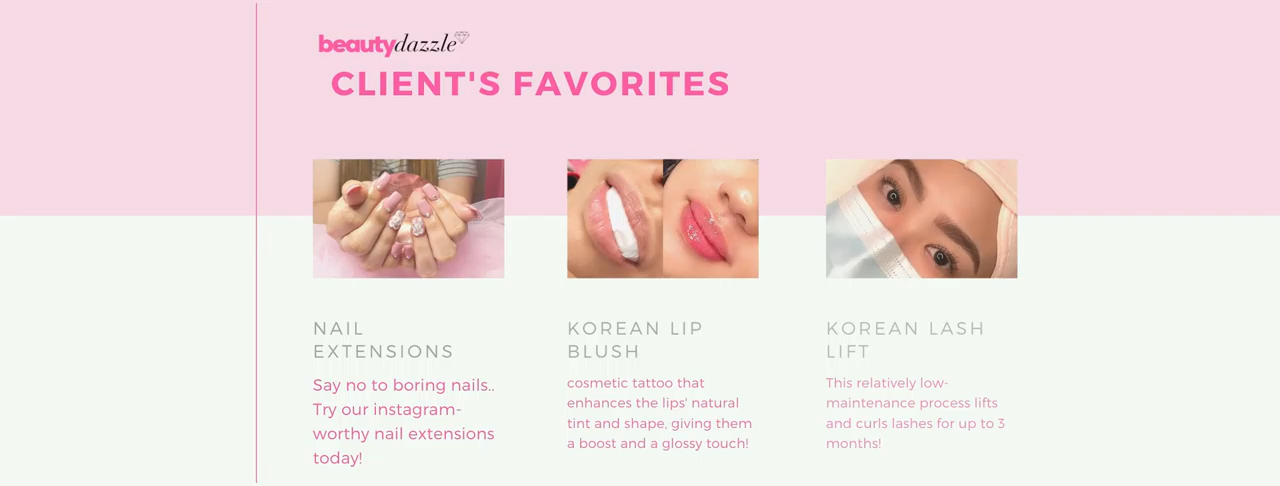 beautydazzle
CLIENT'S FAVORITES
NAIL
EXTENSIONS
Say no to boring nails..
Try our instagram-
worthy nail extensions
today!
KOREAN LIP
BLUSH
cosmetic tattoo that
enhances the lips' natural
tint and shape, giving them
a boost and a glossy touch!
KOREAN LASH
LIFT
This relatively low-
maintenance process lifts
and curls lashes for up to 3
months!